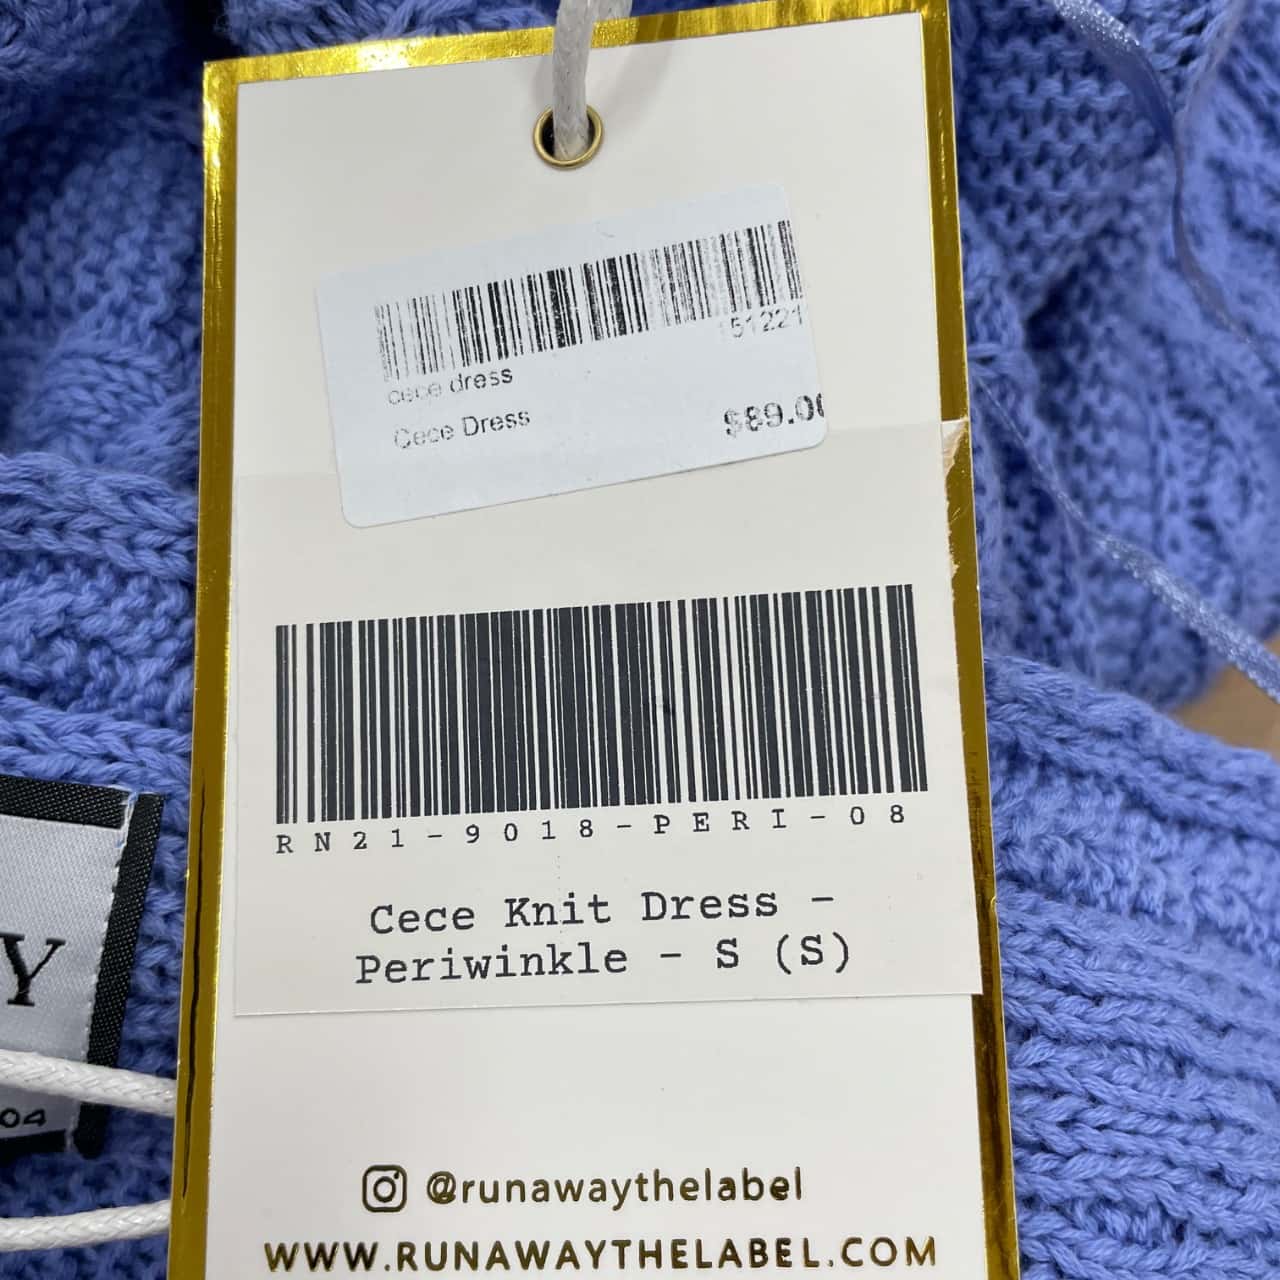 151221
cece dress
Cece Dress
$89.00
RN21-9018-PERI-08
Cece Knit Dress -
Periwinkle - S (S)
Y
04
@runawaythelabel
WWW.RUNAWAYTHELABEL.COM